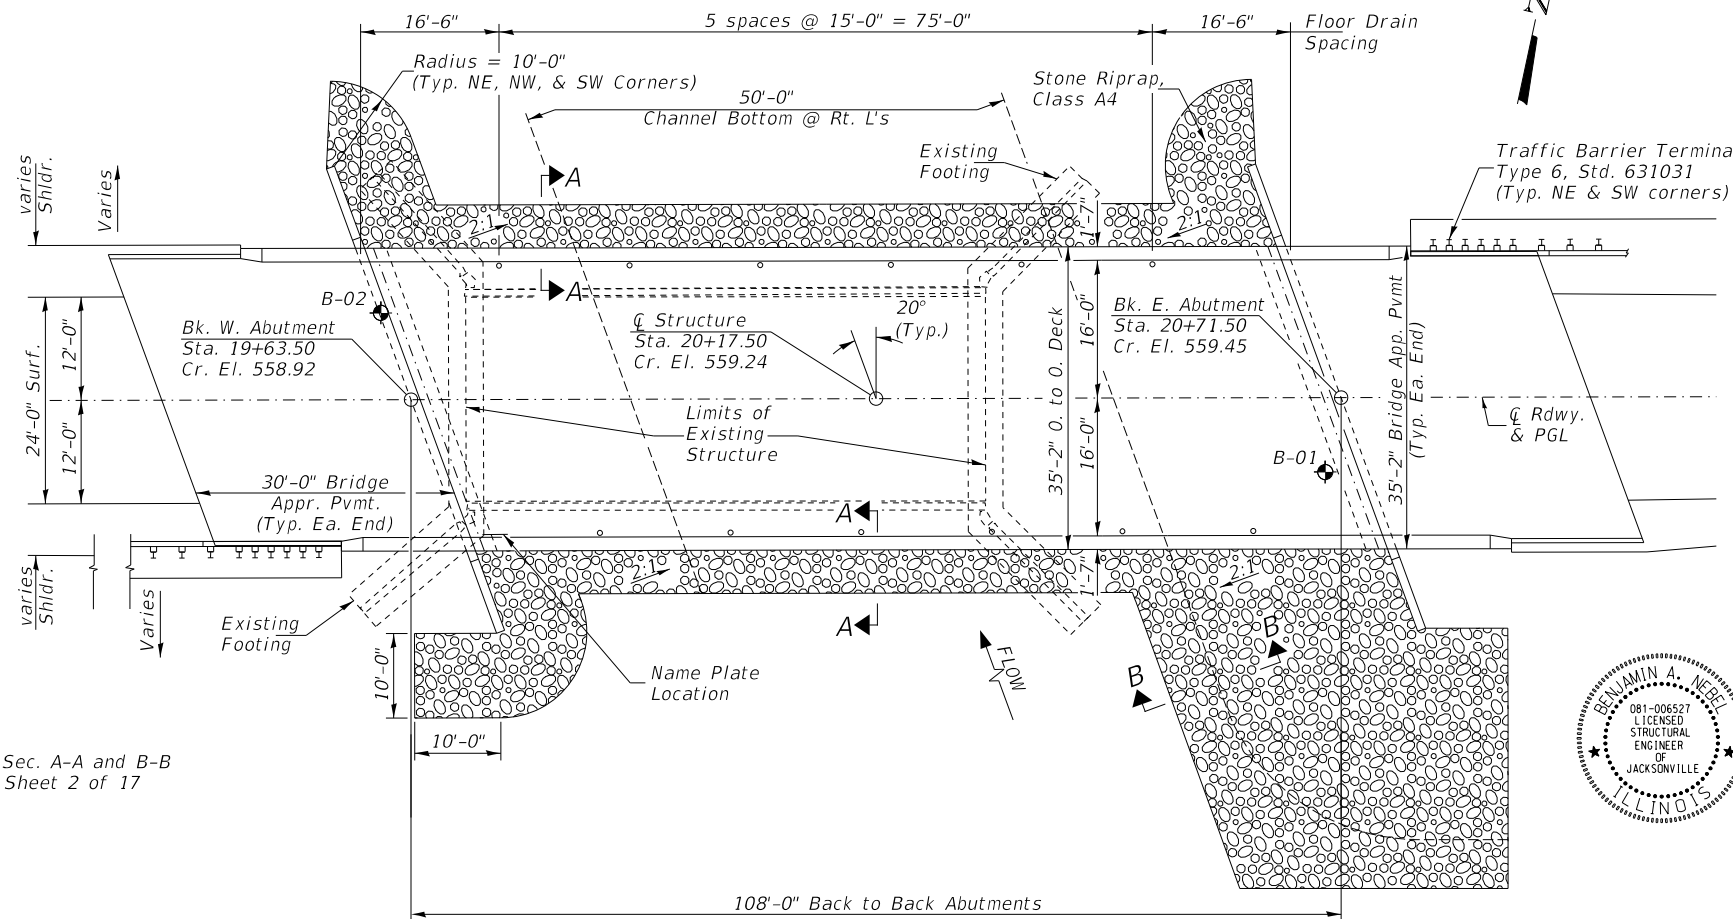 16'-6"
5 spaces @ 15'-0" = 75'-0"
16'-6"
Floor Drain
Spacing
N
Radius = 10'-0"
(Typ. NE, NW, & SW Corners)
Stone Riprap,
Class A4
50'-0"
Channel Bottom @ Rt. L's
Existing
Footing
Traffic Barrier Termina
Type 6, Std. 631031
(Typ. NE & SW corners)
varies
Shldr.
Varies
A
2:1
1'-7"
2:1
A
B-02
20°
(Typ.)
Bk. W. Abutment
Sta. 19+63.50
Cr. El. 558.92
℄ Structure
Sta. 20+17.50
Cr. El. 559.24
Bk. E. Abutment
Sta. 20+71.50
Cr. El. 559.45
24'-0" Surf.
12'-0"
12'-0"
35'-2" O. to O. Deck
16'-0"
16'-0"
35'-2" Bridge App. Pvmt
(Typ. Ea. End)
Limits of
Existing
Structure
℄ Rdwy.
& PGL
B-01
30'-0" Bridge
Appr. Pvmt.
(Typ. Ea. End)
A
varies
Shldr.
Varies
2:1
1'-7"
2:1
Existing
Footing
A
FLOW
B
B
10'-0"
Name Plate
Location
10'-0"
Sec. A-A and B-B
Sheet 2 of 17
BENJAMIN A. NEBEL
081-006527
LICENSED
STRUCTURAL
ENGINEER
OF
JACKSONVILLE
ILLINOIS
108'-0" Back to Back Abutments